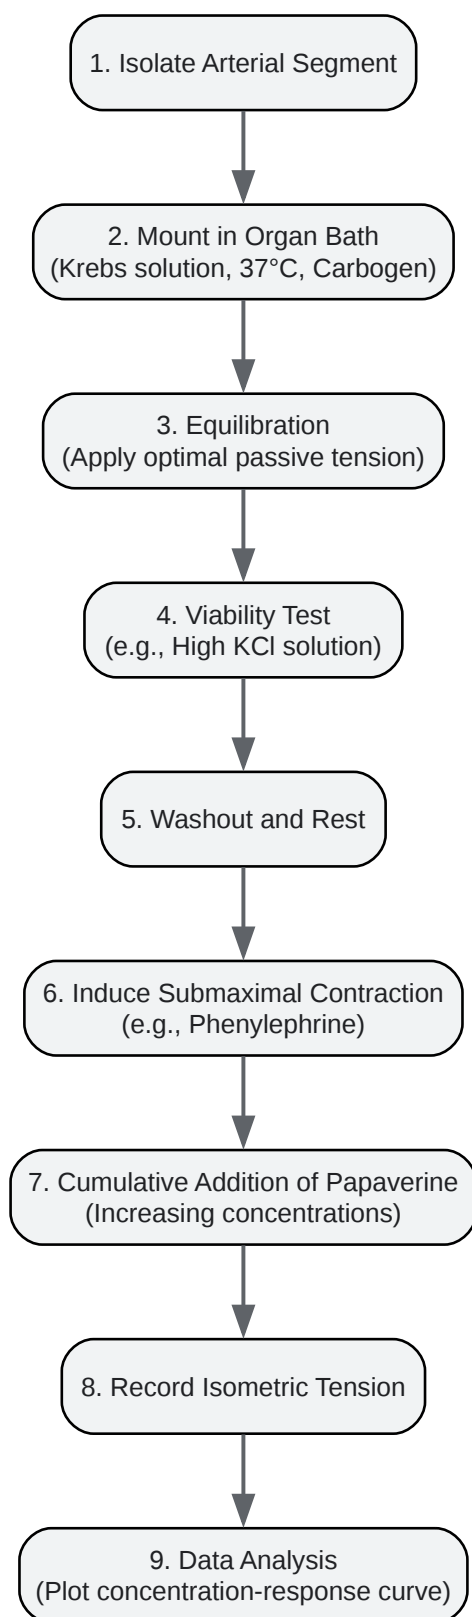 1. Isolate Arterial Segment
2. Mount in Organ Bath
(Krebs solution, 37°C, Carbogen)
3. Equilibration
(Apply optimal passive tension)
4. Viability Test
(e.g., High KCl solution)
5. Washout and Rest
6. Induce Submaximal Contraction
(e.g., Phenylephrine)
7. Cumulative Addition of Papaverine
(Increasing concentrations)
8. Record Isometric Tension
9. Data Analysis
(Plot concentration-response curve)